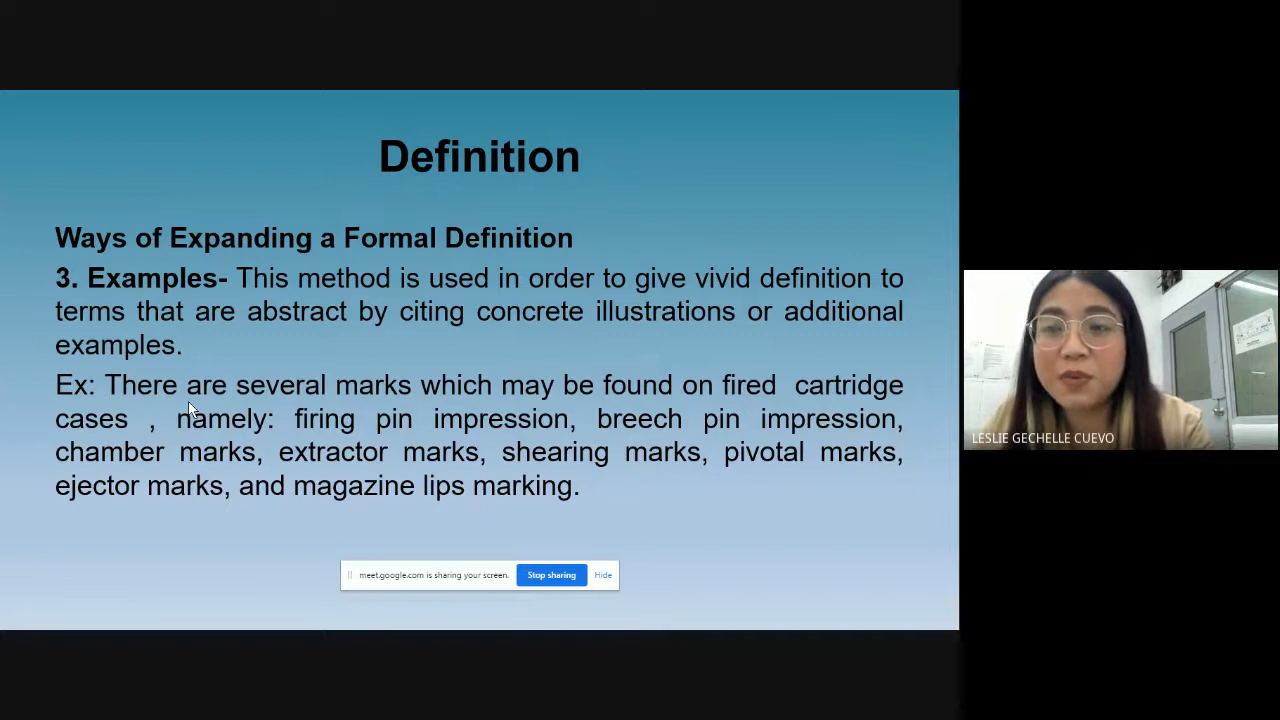 Definition
Ways of Expanding a Formal Definition
3. Examples- This method is used in order to give vivid definition to
terms that are abstract by citing concrete illustrations or additional
examples.
Ex: There are several marks which may be found on fired cartridge
cases , namely: firing pin impression, breech pin impression,
chamber marks, extractor marks, shearing marks, pivotal marks,
ejector marks, and magazine lips marking.
meet.google.com is sharing your screen. Stop sharing Hide
LESLIE GECHELLE CUEVO